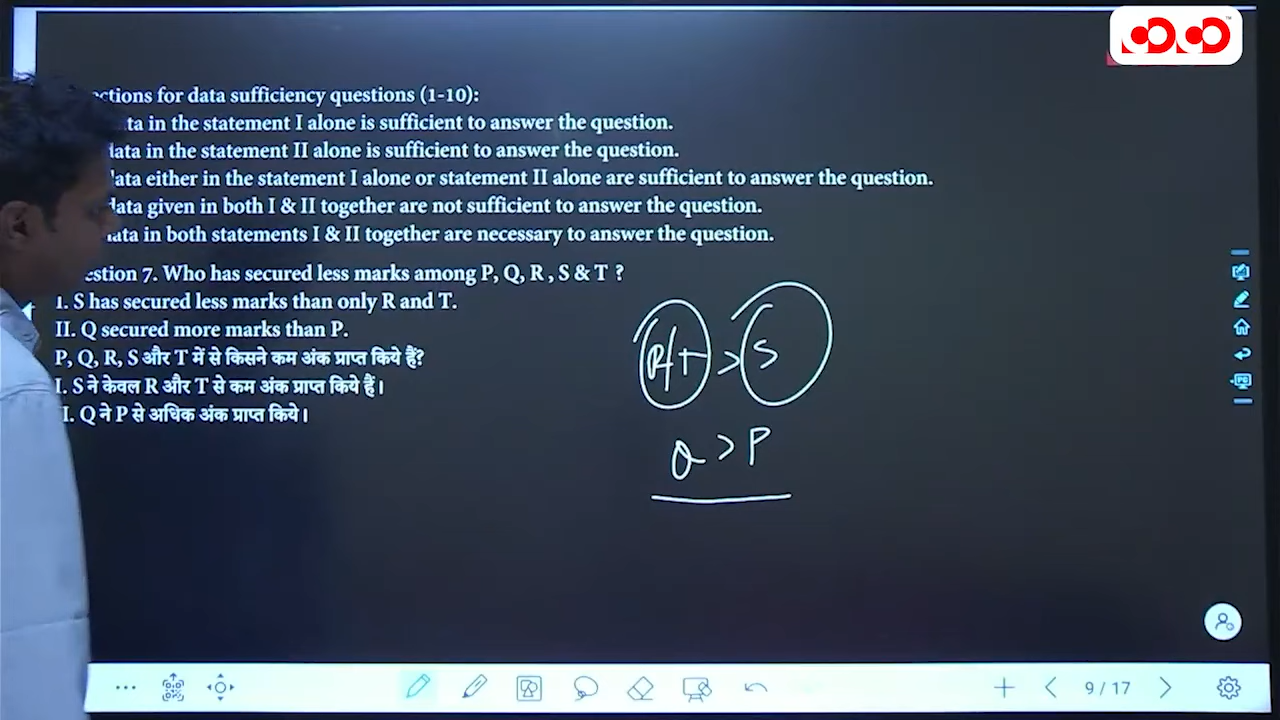 ctions for data sufficiency questions (1-10):
ta in the statement I alone is sufficient to answer the question.
data in the statement II alone is sufficient to answer the question.
data either in the statement I alone or statement II alone are sufficient to answer the question.
data given in both I & II together are not sufficient to answer the question.
data in both statements I & II together are necessary to answer the question.
estion 7. Who has secured less marks among P, Q, R , S & T ?
I. S has secured less marks than only R and T.
II. Q secured more marks than P.
P, Q, R, S और T में से किसने कम अंक प्राप्त किये हैं?
I. S ने केवल R और T से कम अंक प्राप्त किये हैं।
I. Q ने P से अधिक अंक प्राप्त किये।
R/T > S
Q > P
9 / 17